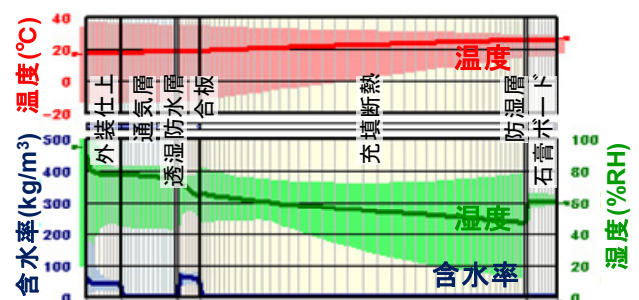 温度(℃)
40
20
0
-20
温度
外装仕上
通気層
透湿防水層
合板
充填断熱
防湿層
石膏ボード
含水率(kg/m³)
500
400
300
200
100
0
湿度
含水率
100
80
60
40
20
0
湿度(%RH)